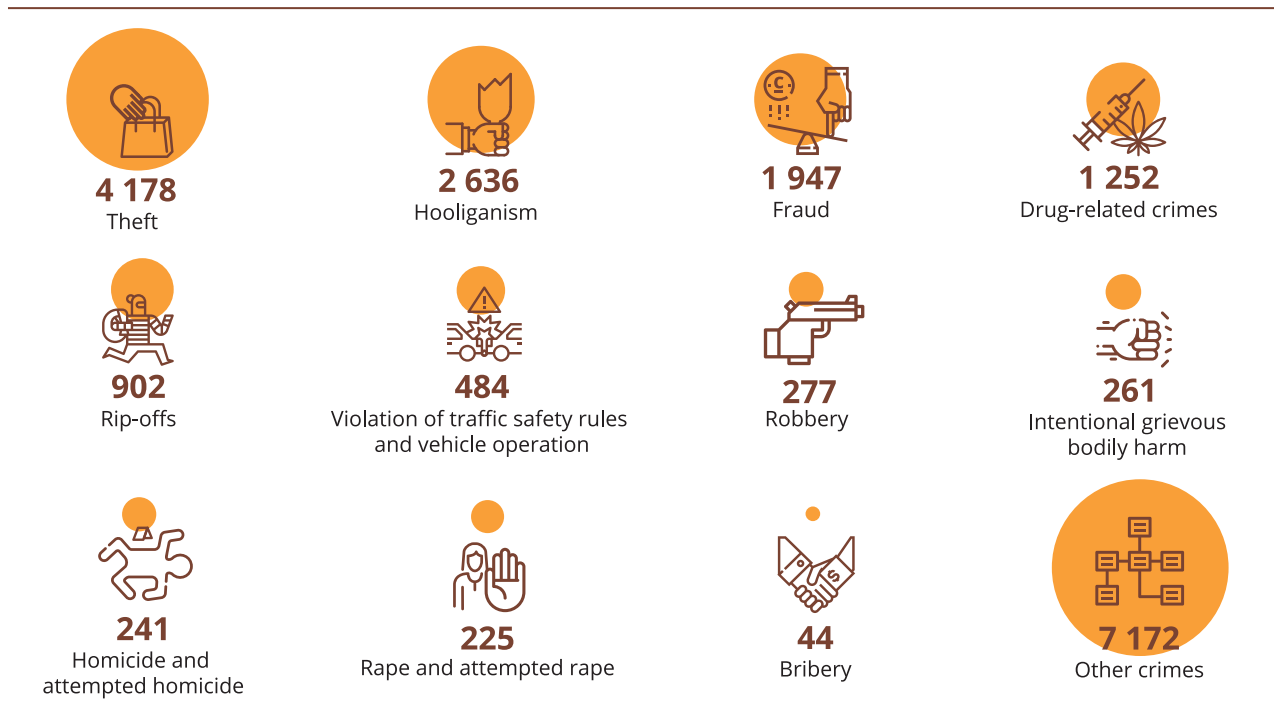 4 178
Theft
2 636
Hooliganism
C
1 947
Fraud
1 252
Drug-related crimes
902
Rip-offs
484
Violation of traffic safety rules
and vehicle operation
277
Robbery
261
Intentional grievous
bodily harm
241
Homicide and
attempted homicide
225
Rape and attempted rape
$
44
Bribery
7 172
Other crimes